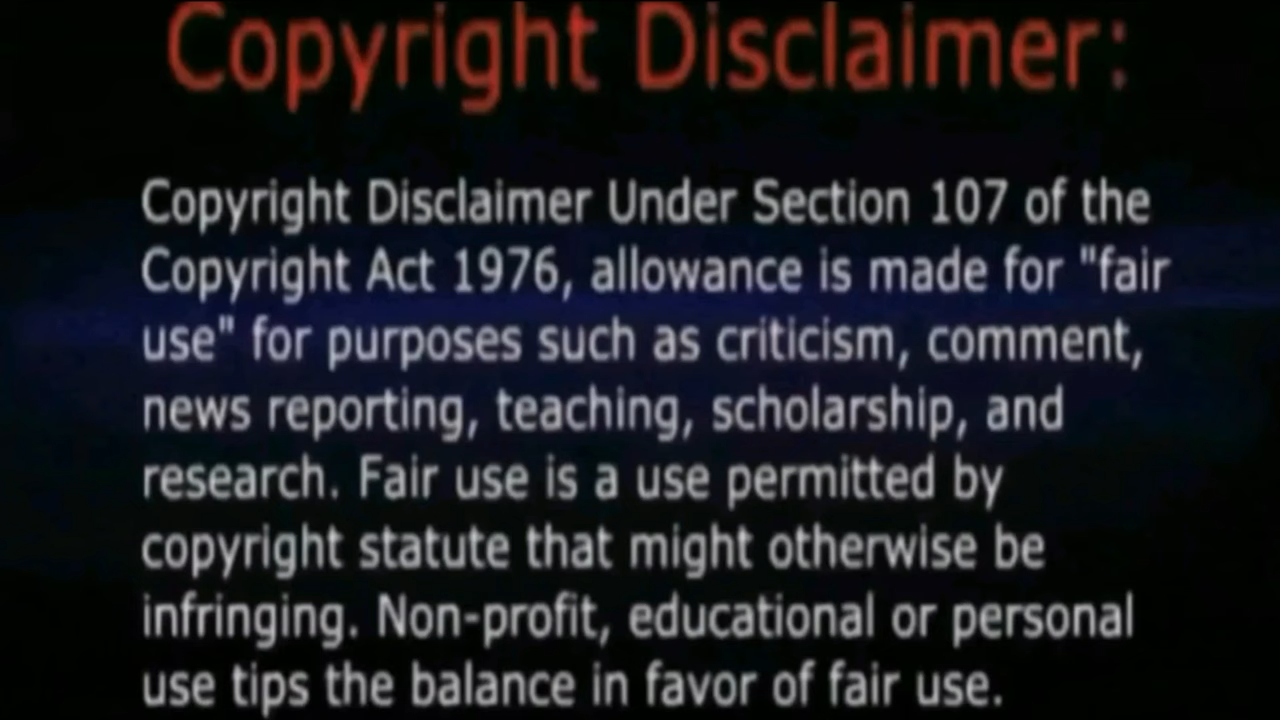 Copyright Disclaimer:
Copyright Disclaimer Under Section 107 of the
Copyright Act 1976, allowance is made for "fair
use" for purposes such as criticism, comment,
news reporting, teaching, scholarship, and
research. Fair use is a use permitted by
copyright statute that might otherwise be
infringing. Non-profit, educational or personal
use tips the balance in favor of fair use.